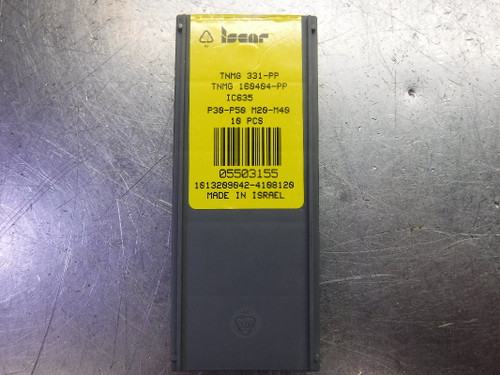 Iscar
TNMG 331-PP
TNMG 160404-PP
IC635
P30-P50 M20-M40
10 PCS
05503155
1013209042-4108120
MADE IN ISRAEL